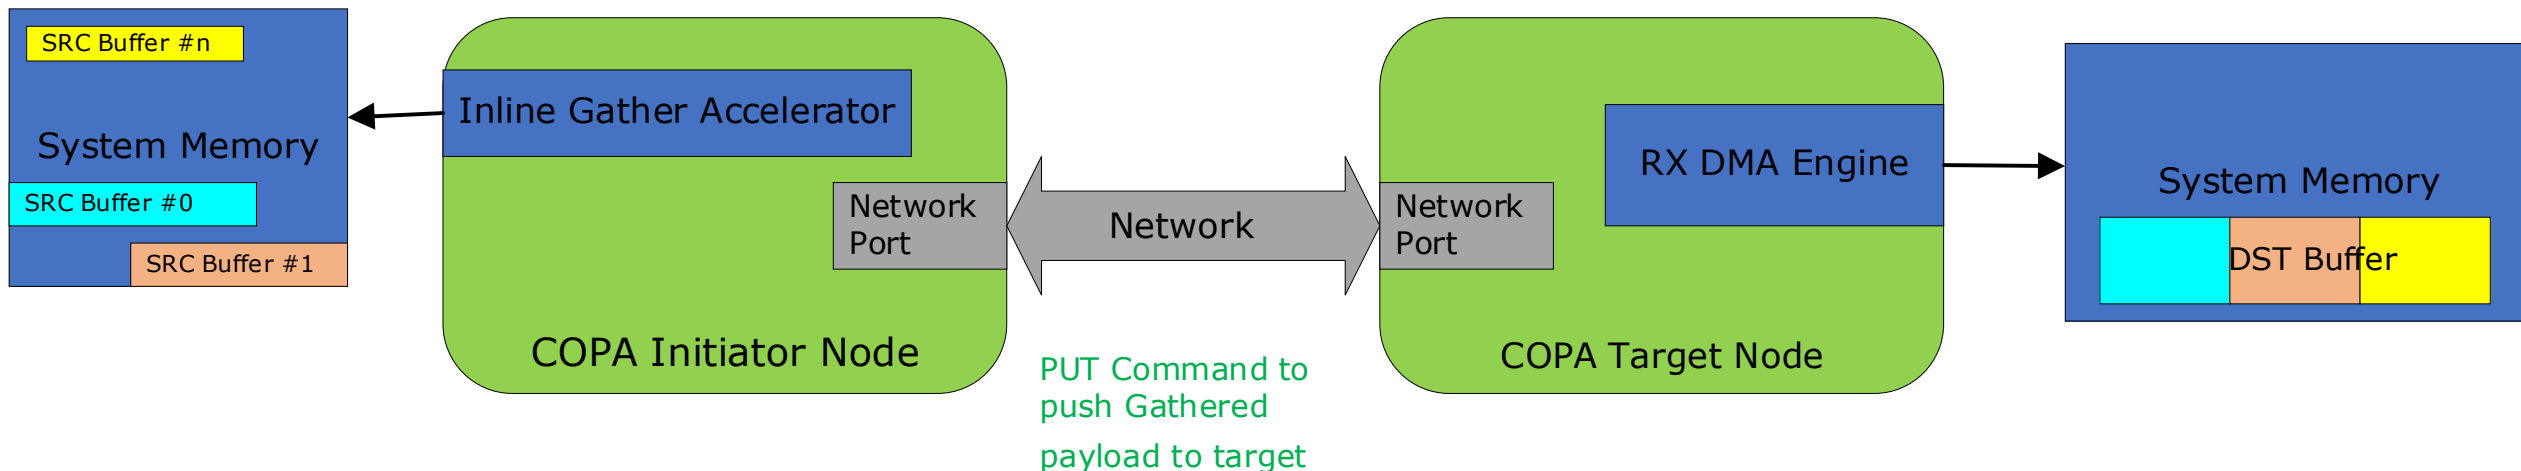 SRC Buffer #n
System Memory
SRC Buffer #0
SRC Buffer #1
Inline Gather Accelerator
Network
Port
COPA Initiator Node
Network
PUT Command to
push Gathered
payload to target
Network
Port
RX DMA Engine
COPA Target Node
System Memory
DST Buffer